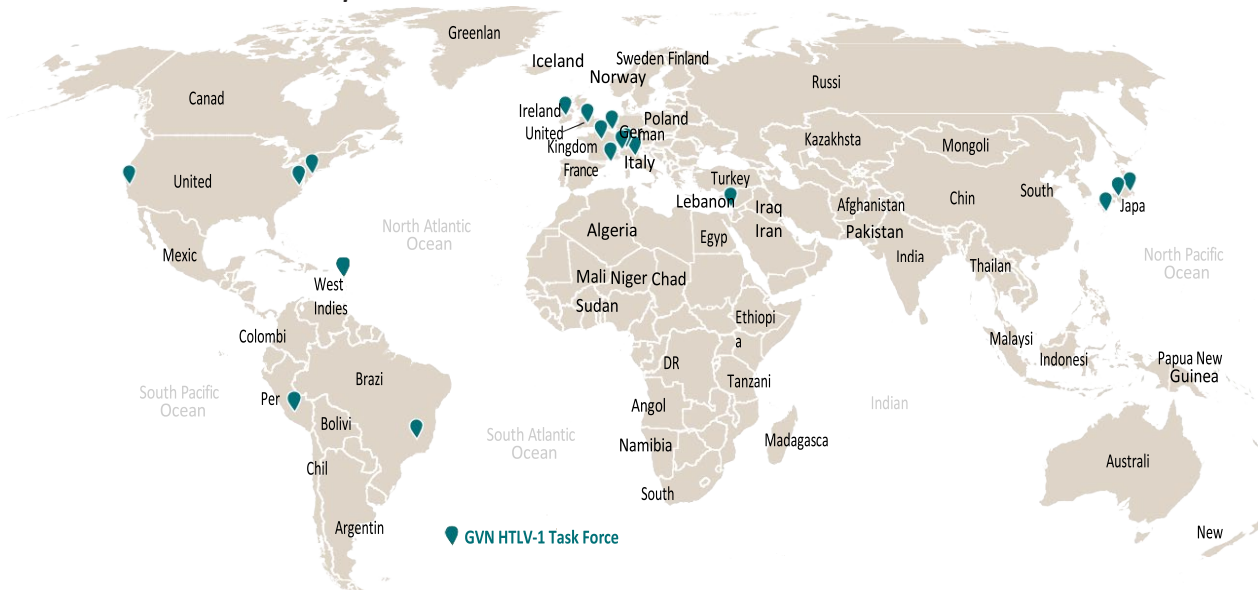 Greenlan
Iceland
Sweden Finland
Norway
Russi
Canad
Ireland
Poland
United
Ger
man
Kingdom
Kazakhsta
Mongoli
Italy
France
United
Turkey
South
Chin
Lebanon
Iraq
Afghanistan
Japa
North Atlantic
Ocean
Algeria
Egyp
Iran
Pakistan
Mexic
India
North Pacific
Ocean
Thailan
Mali Niger Chad
West
Indies
Sudan
Ethiopi
a
Colombi
Malaysi
Indonesi
Papua New
Guinea
DR
Brazi
Tanzani
South Pacific
Ocean
Per
Angol
Indian
Bolivi
South Atlantic
Ocean
Namibia
Madagasca
Chil
Australi
South
Argentin
GVN HTLV-1 Task Force
New